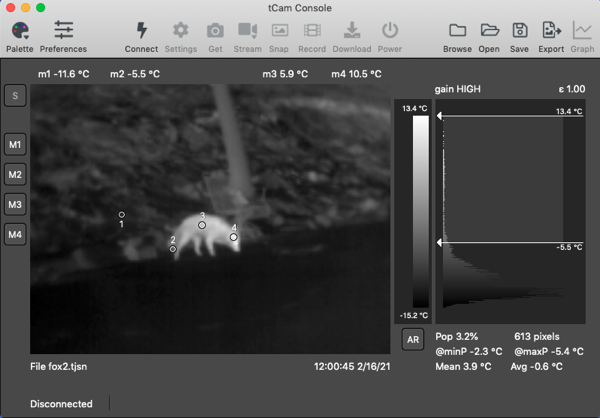 tCam Console
Palette Preferences Connect Settings Get Stream Snap Record Download Power Browse Open Save Export Graph
m1 -11.6 °C m2 -5.5 °C m3 5.9 °C m4 10.5 °C
gain HIGH ε 1.00
S
M1
M2
M3
M4
1
2
3
4
13.4 °C
-15.2 °C
AR
13.4 °C
-5.5 °C
Pop 3.2% 613 pixels
@minP -2.3 °C @maxP -5.4 °C
Mean 3.9 °C Avg -0.6 °C
File fox2.tjsn 12:00:45 2/16/21
Disconnected